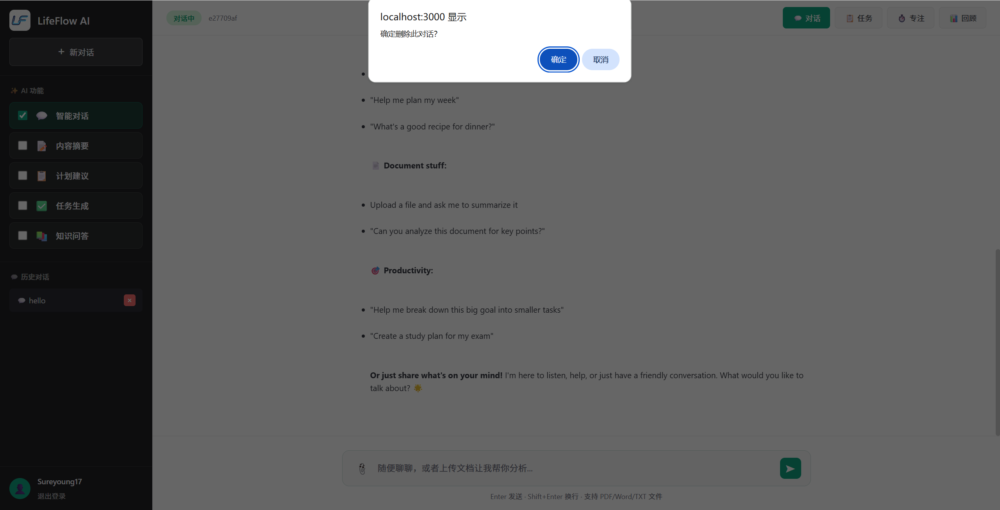 LF LifeFlow AI
+ 新对话
AI 功能
智能对话
内容摘要
计划建议
任务生成
知识问答
历史对话
hello
×
Sureyoung17
退出登录
对话中 e27709af
对话 任务 专注 回顾
localhost:3000 显示
确定删除此对话?
确定 取消
"Help me plan my week"
"What's a good recipe for dinner?"
Document stuff:
Upload a file and ask me to summarize it
"Can you analyze this document for key points?"
Productivity:
"Help me break down this big goal into smaller tasks"
"Create a study plan for my exam"
Or just share what's on your mind! I'm here to listen, help, or just have a friendly conversation. What would you like to
talk about?
随便聊聊，或者上传文档让我帮你分析...
Enter 发送 · Shift+Enter 换行 · 支持 PDF/Word/TXT 文件